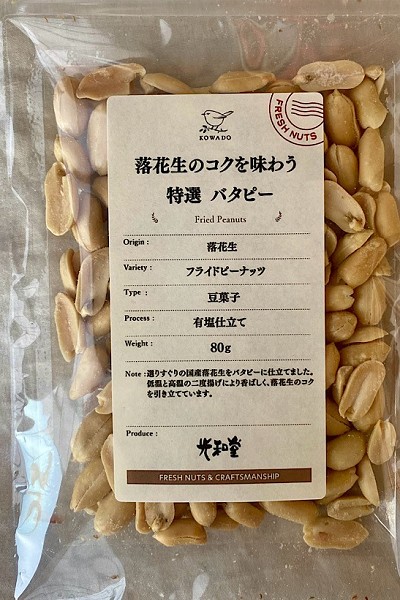 KOWADO
FRESH NUTS
落花生のコクを味わう
特選 バタピー
Fried Peanuts
Origin : 落花生
Variety : フライドピーナッツ
Type : 豆菓子
Process : 有塩仕立て
Weight : 80g
Note : 選りすぐりの国産落花生をバタピーに仕立てました。
低温と高温の二度揚げにより香ばしく、落花生のコク
を引き立てています。
Produce : 光和堂
FRESH NUTS & CRAFTSMANSHIP